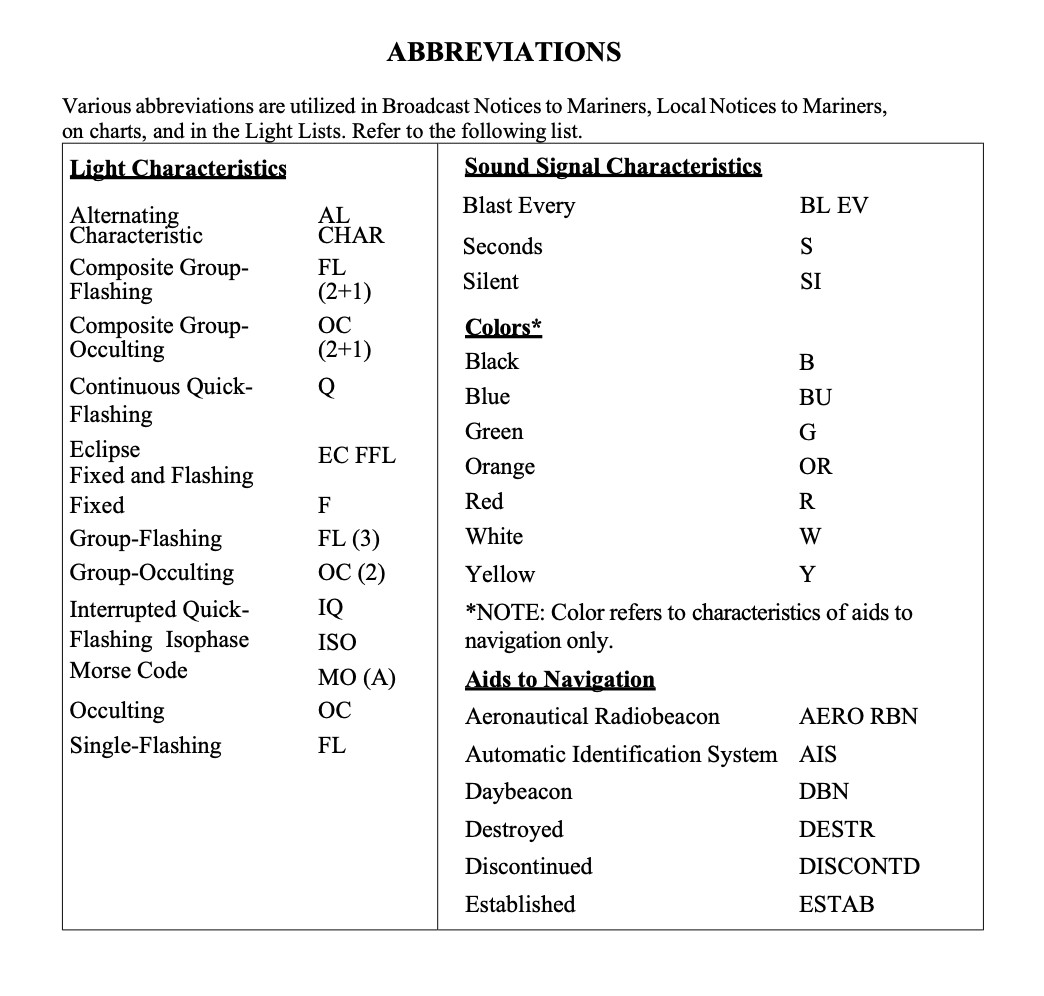 ABBREVIATIONS
Various abbreviations are utilized in Broadcast Notices to Mariners, Local Notices to Mariners,
on charts, and in the Light Lists. Refer to the following list.
Light Characteristics
Alternating AL
Characteristic CHAR
Composite Group- FL
Flashing (2+1)
Composite Group- OC
Occulting (2+1)
Continuous Quick- Q
Flashing
Eclipse EC FFL
Fixed and Flashing
Fixed F
Group-Flashing FL (3)
Group-Occulting OC (2)
Interrupted Quick- IQ
Flashing Isophase ISO
Morse Code MO (A)
Occulting OC
Single-Flashing FL
Sound Signal Characteristics
Blast Every BL EV
Seconds S
Silent SI
Colors*
Black B
Blue BU
Green G
Orange OR
Red R
White W
Yellow Y
*NOTE: Color refers to characteristics of aids to
navigation only.
Aids to Navigation
Aeronautical Radiobeacon AERO RBN
Automatic Identification System AIS
Daybeacon DBN
Destroyed DESTR
Discontinued DISCONTD
Established ESTAB